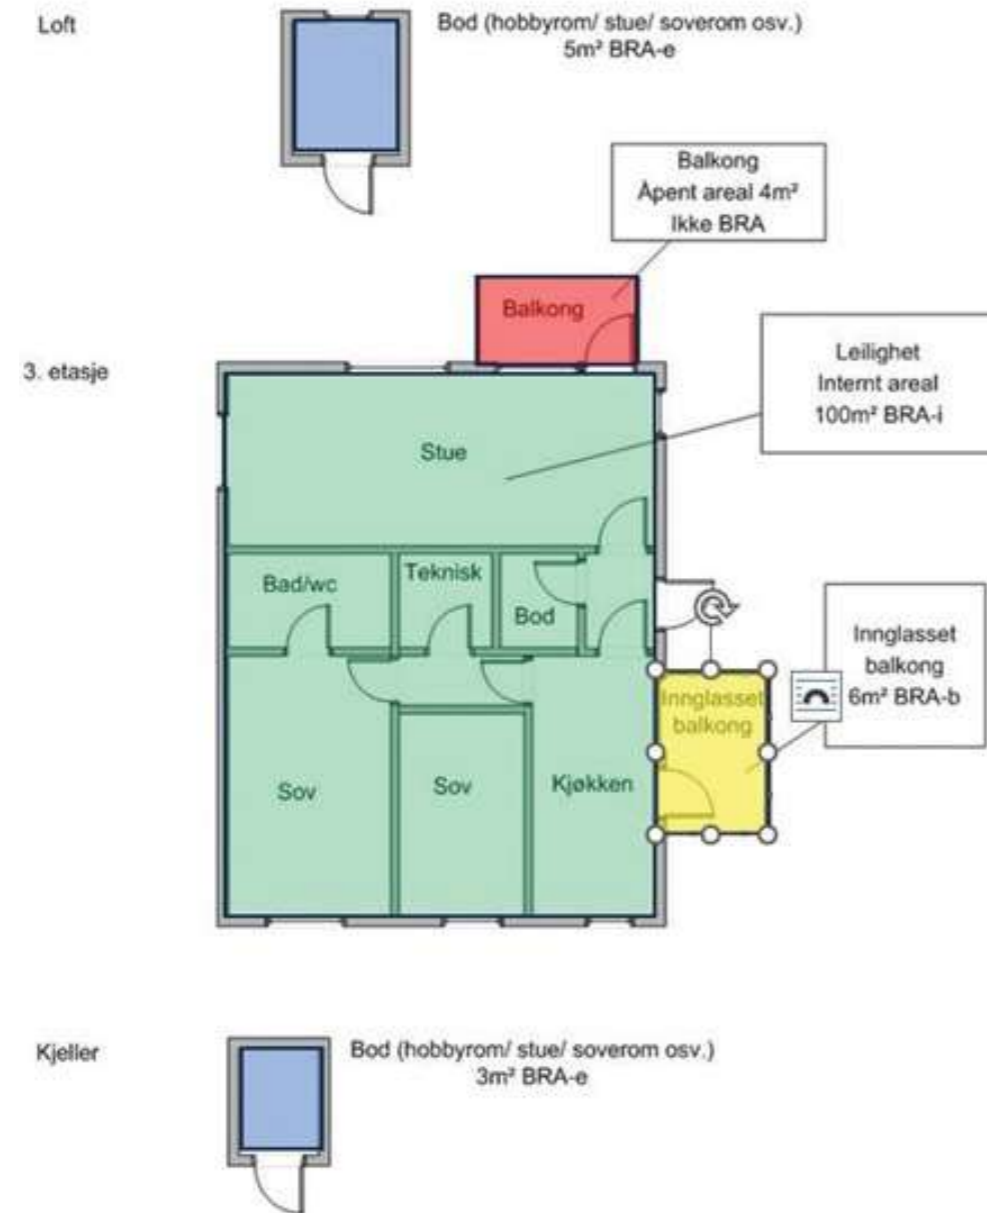 Loft
Bod (hobbyrom/ stue/ soverom osv.)
5m² BRA-e
Balkong
Åpent areal 4m²
Ikke BRA
Balkong
3. etasje
Leilighet
Internt areal
100m² BRA-i
Stue
Bad/wc
Teknisk
Bod
Innglasset
balkong
6m² BRA-b
Innglasset
balkong
Sov
Sov
Kjøkken
Kjeller
Bod (hobbyrom/ stue/ soverom osv.)
3m² BRA-e